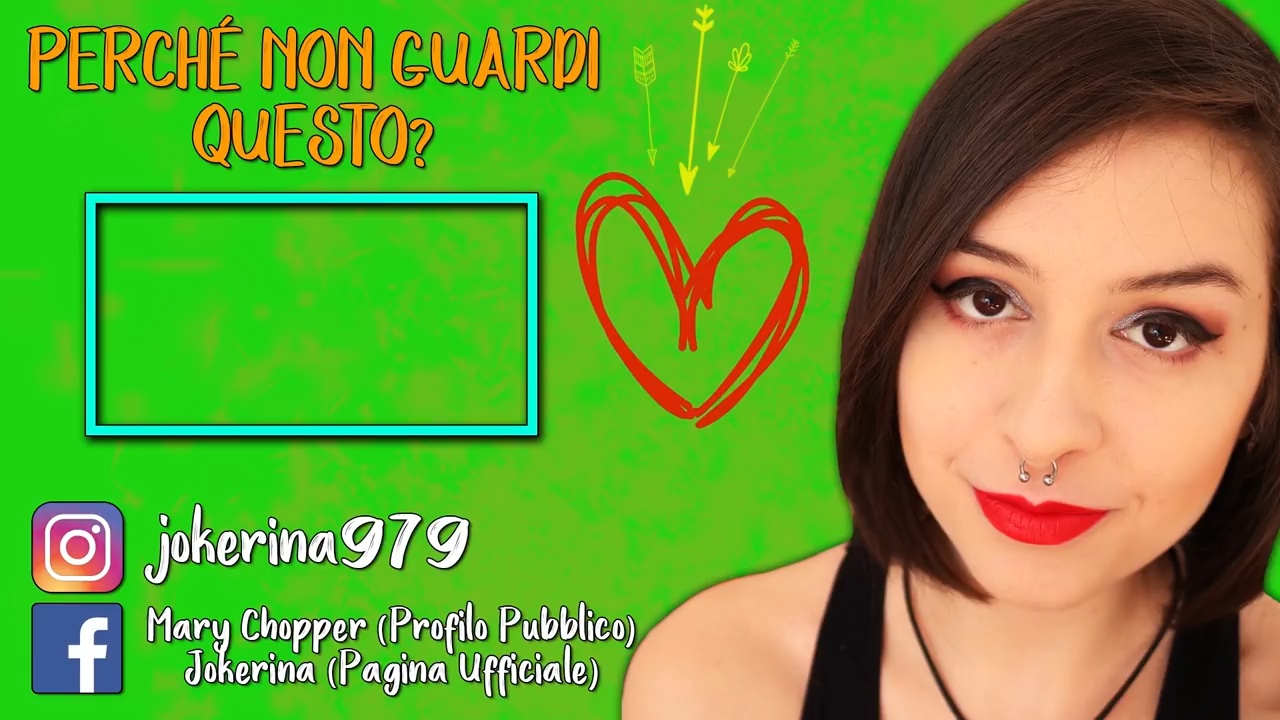 PERCHÉ NON GUARDI
QUESTO?
jokerina979
Mary Chopper (Profilo Pubblico)
Jokerina (Pagina Ufficiale)